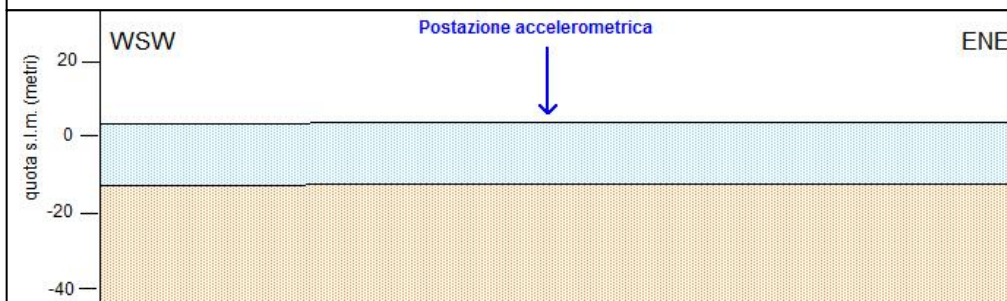 Postazione accelerometrica
WSW
ENE
quota s.l.m. (metri)
20
0
-20
-40